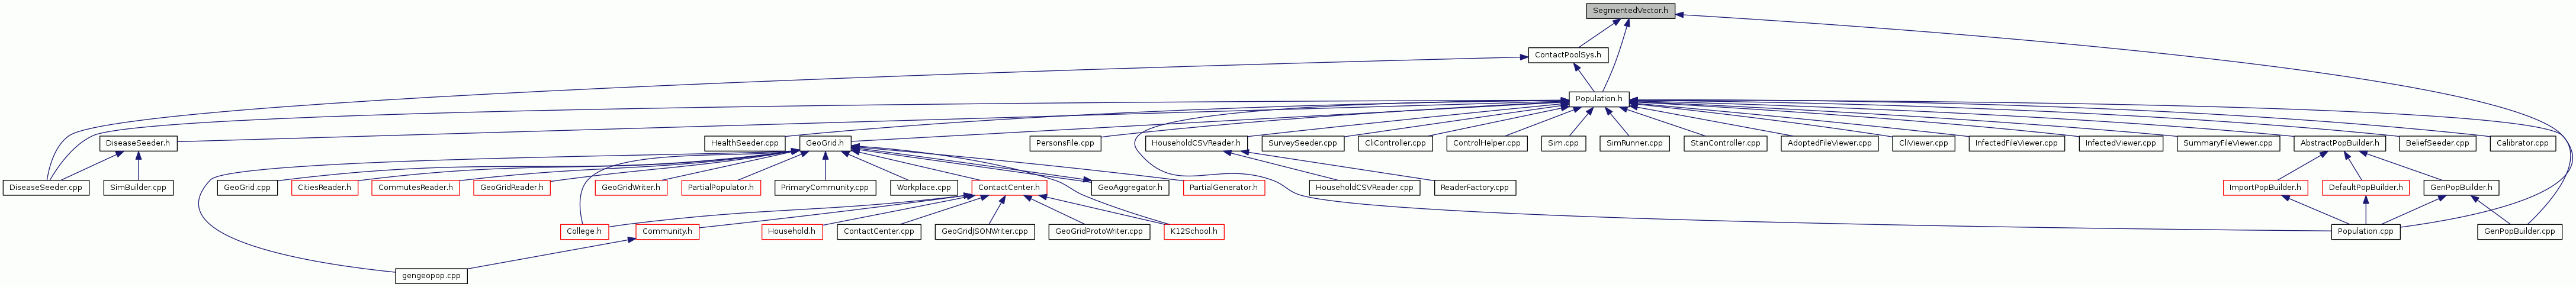 SegmentedVector.h
ContactPoolSys.h
Population.h
DiseaseSeeder.h
HealthSeeder.cpp
GeoGrid.h
PersonsFile.cpp
HouseholdCSVReader.h
SurveySeeder.cpp
CliController.cpp
ControlHelper.cpp
Sim.cpp
SimRunner.cpp
StanController.cpp
AdoptedFileViewer.cpp
CliViewer.cpp
InfectedFileViewer.cpp
InfectedViewer.cpp
SummaryFileViewer.cpp
AbstractPopBuilder.h
BeliefSeeder.cpp
Calibrator.cpp
DiseaseSeeder.cpp
SimBuilder.cpp
GeoGrid.cpp
CitiesReader.h
CommutesReader.h
GeoGridReader.h
GeoGridWriter.h
PartialPopulator.h
PrimaryCommunity.cpp
Workplace.cpp
ContactCenter.h
GeoAggregator.h
PartialGenerator.h
HouseholdCSVReader.cpp
ReaderFactory.cpp
ImportPopBuilder.h
DefaultPopBuilder.h
GenPopBuilder.h
College.h
Community.h
Household.h
ContactCenter.cpp
GeoGridJSONWriter.cpp
GeoGridProtoWriter.cpp
K12School.h
Population.cpp
GenPopBuilder.cpp
gengeopop.cpp